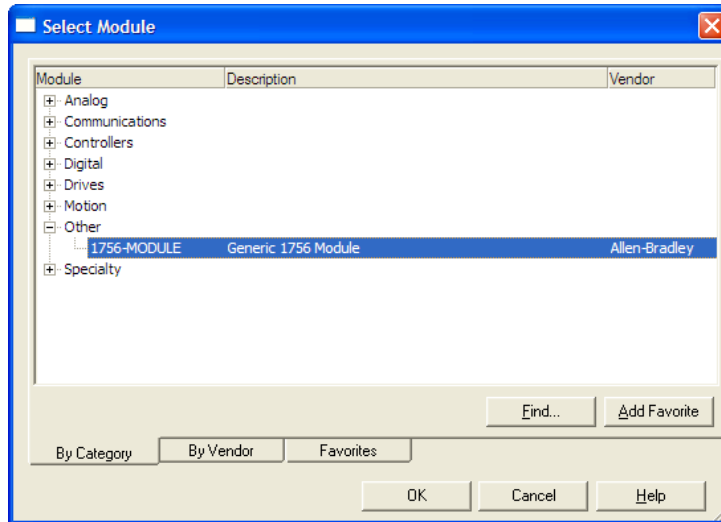 Select Module
Module Description Vendor
Analog
Communications
Controllers
Digital
Drives
Motion
Other
1756-MODULE Generic 1756 Module Allen-Bradley
Specialty
Find... Add Favorite
By Category By Vendor Favorites
OK Cancel Help